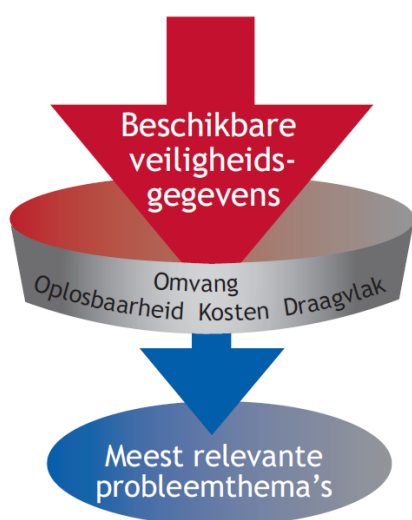 Beschikbare
veiligheids-
gegevens
Omvang
Oplosbaarheid Kosten Draagvlak
Meest relevante
probleemthema's